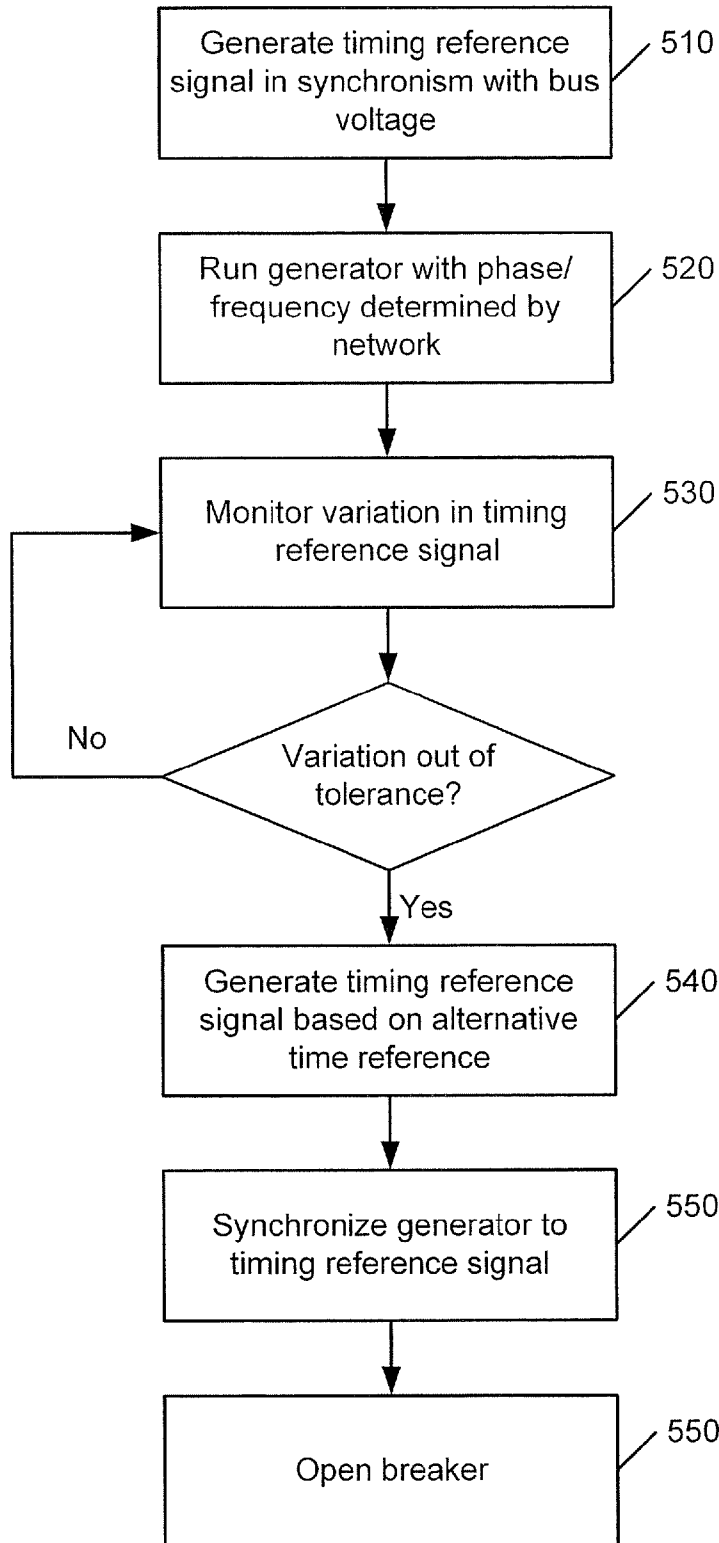 Generate timing reference
signal in synchronism with bus
voltage
510
Run generator with phase/
frequency determined by
network
520
Monitor variation in timing
reference signal
530
No
Variation out of
tolerance?
Yes
Generate timing reference
signal based on alternative
time reference
540
Synchronize generator to
timing reference signal
550
Open breaker
550